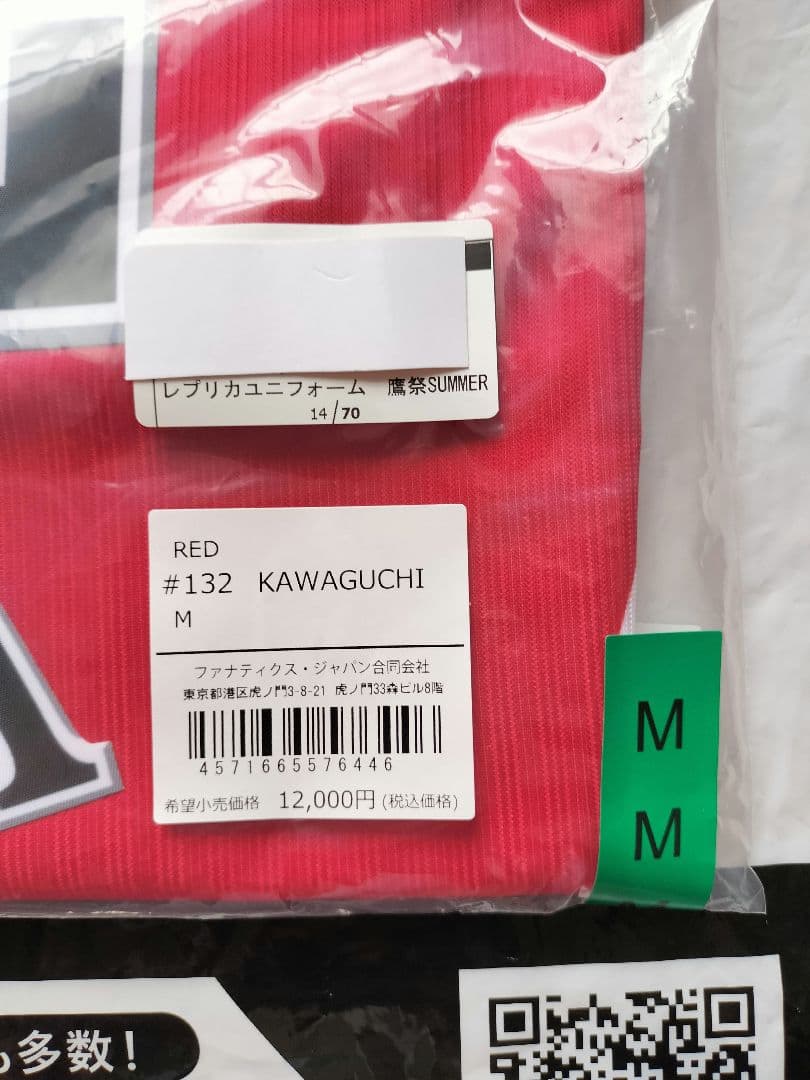 レプリカユニフォーム 鷹祭SUMMER
14/70
RED
#132 KAWAGUCHI
M
ファナティクス・ジャパン合同会社
東京都港区虎ノ門3-8-21 虎ノ門33森ビル8階
4571665576446
希望小売価格 12,000円(税込価格)
M
M
多数!